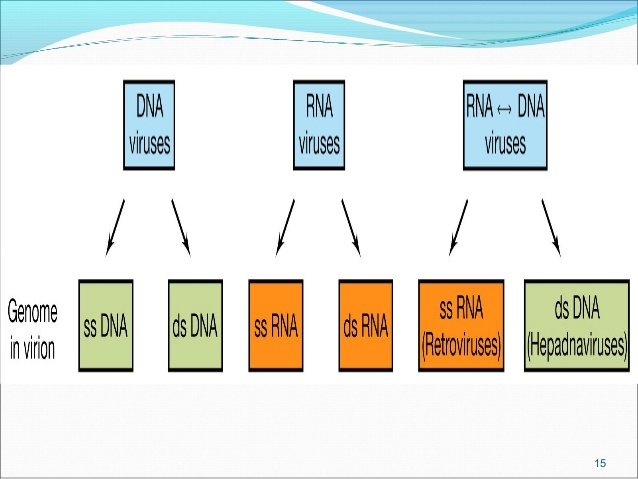 DNA
viruses
RNA
viruses
RNA ↔ DNA
viruses
Genome
in virion
ss DNA
ds DNA
ss RNA
ds RNA
ss RNA
(Retroviruses)
ds DNA
(Hepadnaviruses)
15